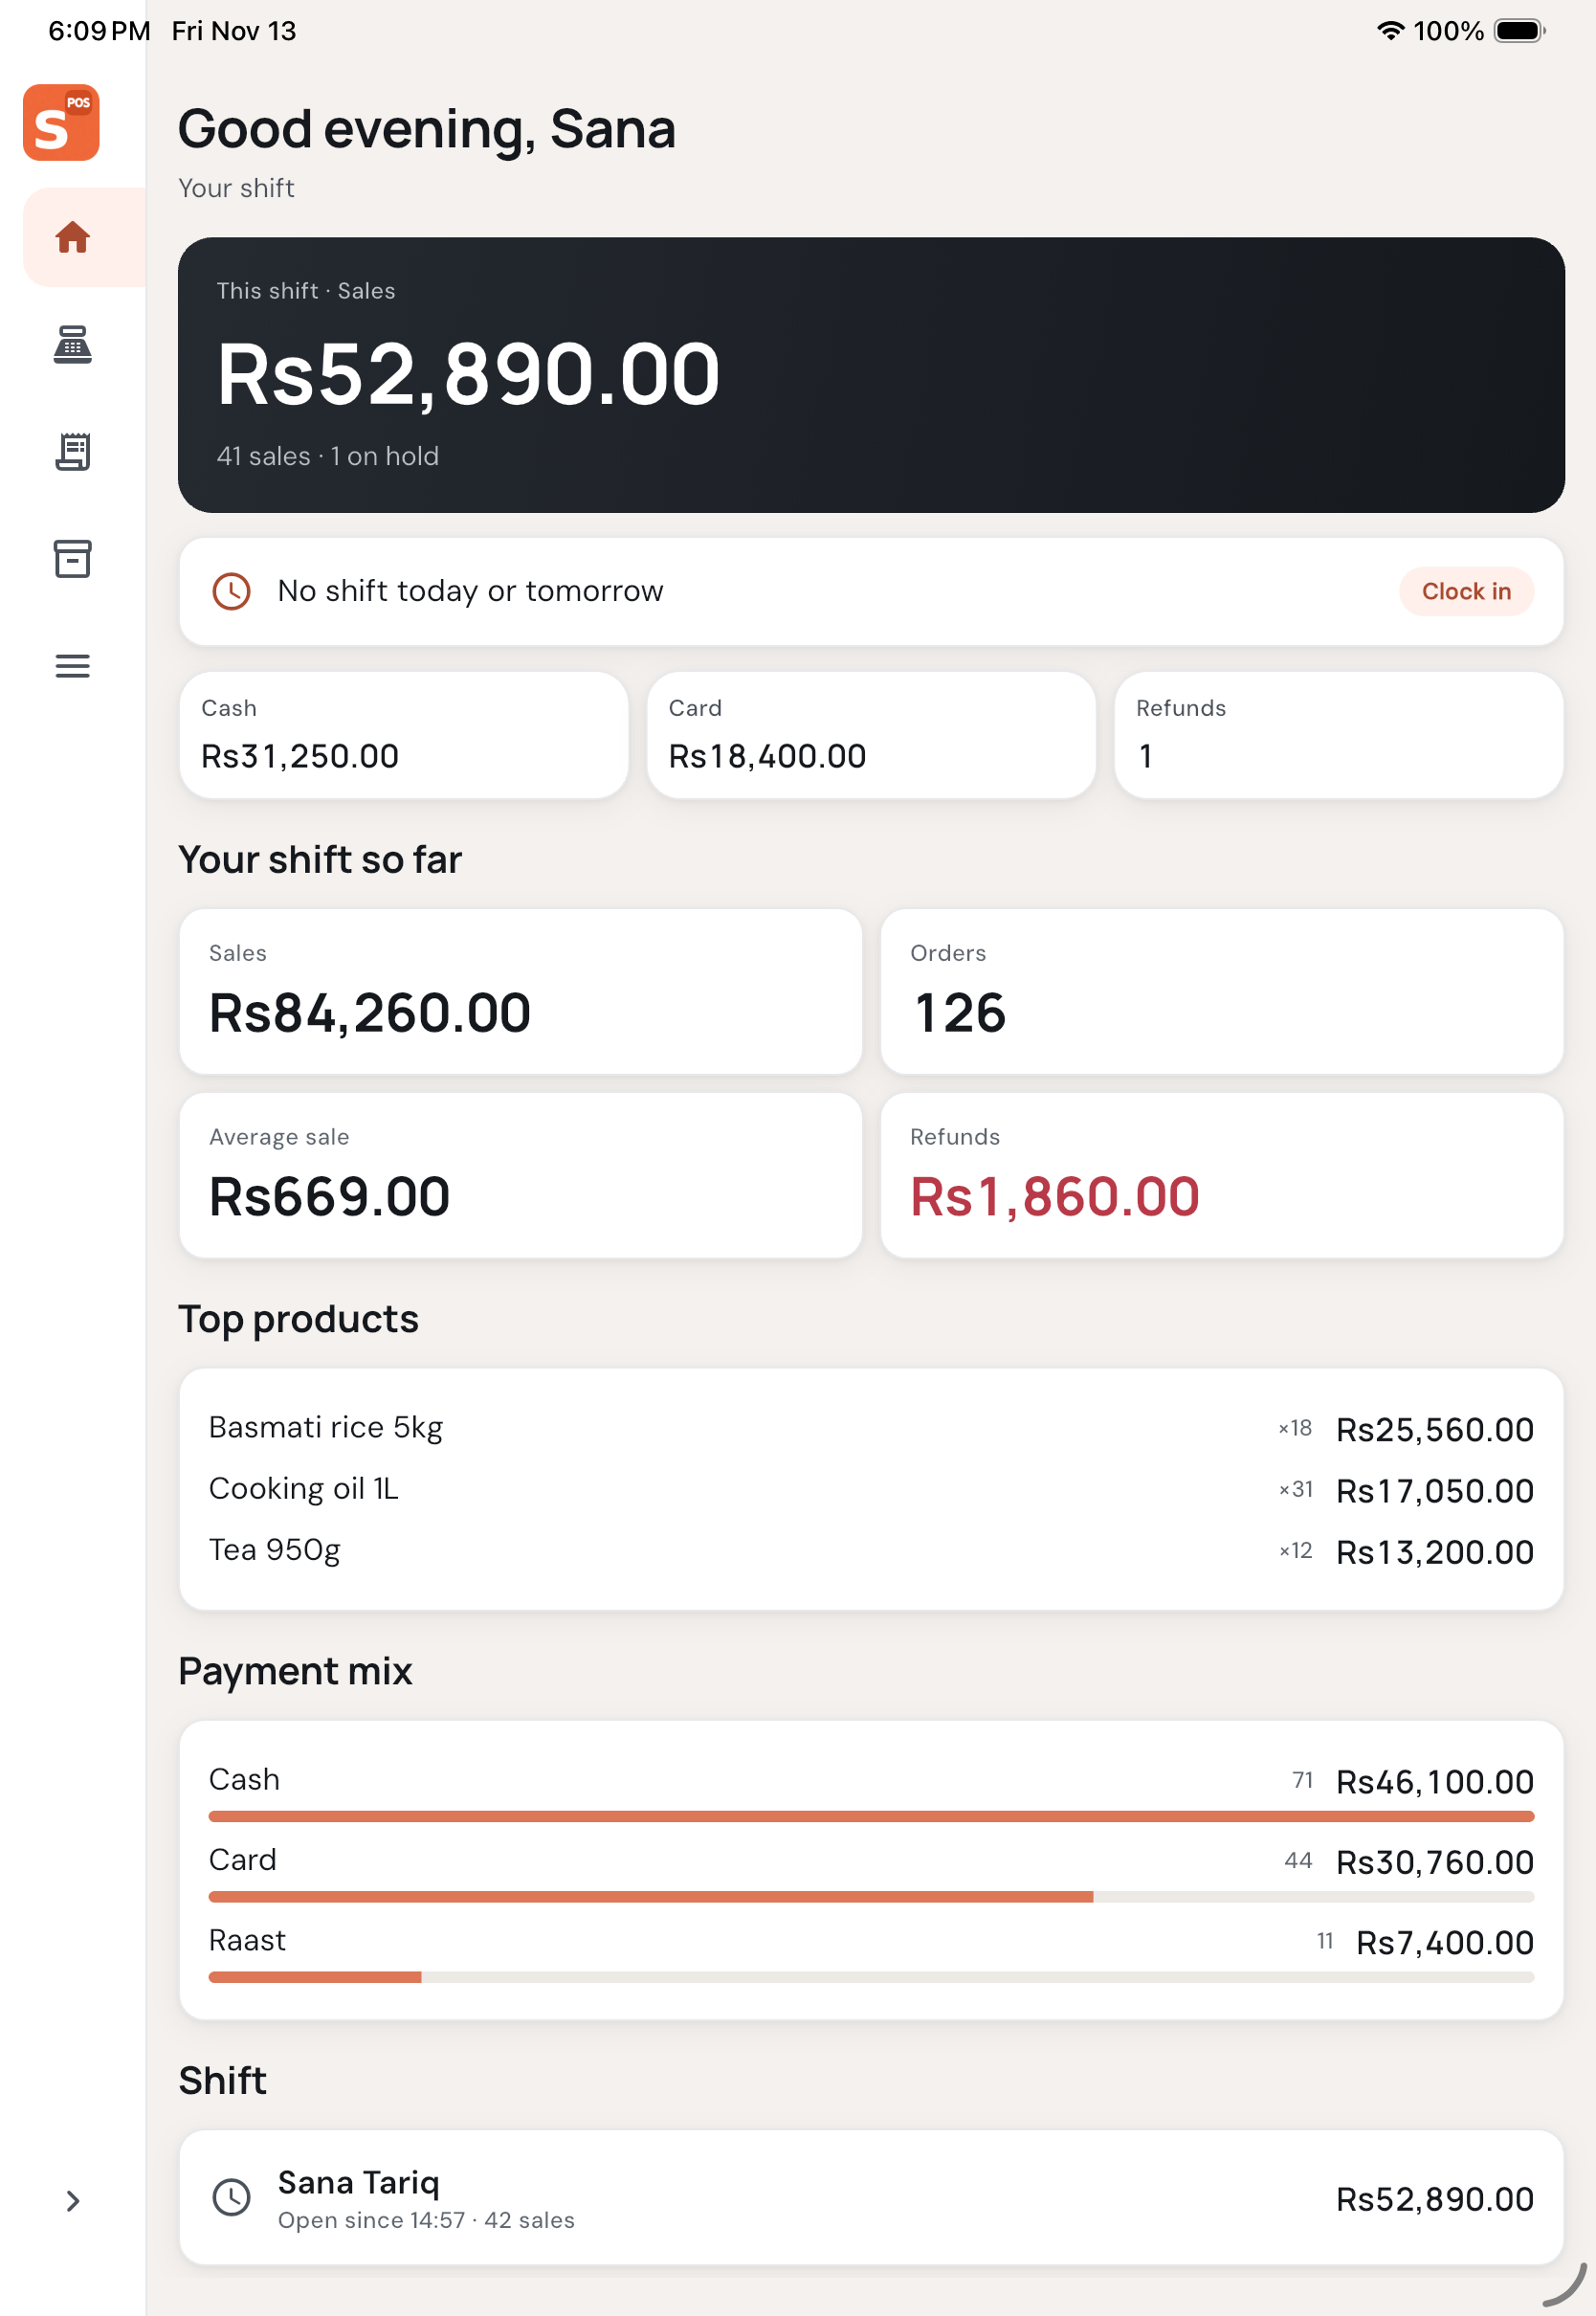 6:09 PM Fri Nov 13 100%
S POS
Good evening, Sana
Your shift
This shift · Sales
Rs52,890.00
41 sales · 1 on hold
No shift today or tomorrow Clock in
Cash Card Refunds
Rs31,250.00 Rs18,400.00 1
Your shift so far
Sales Orders
Rs84,260.00 126
Average sale Refunds
Rs669.00 Rs1,860.00
Top products
Basmati rice 5kg ×18 Rs25,560.00
Cooking oil 1L ×31 Rs17,050.00
Tea 950g ×12 Rs13,200.00
Payment mix
Cash 71 Rs46,100.00
Card 44 Rs30,760.00
Raast 11 Rs7,400.00
Shift
Sana Tariq Rs52,890.00
Open since 14:57 · 42 sales